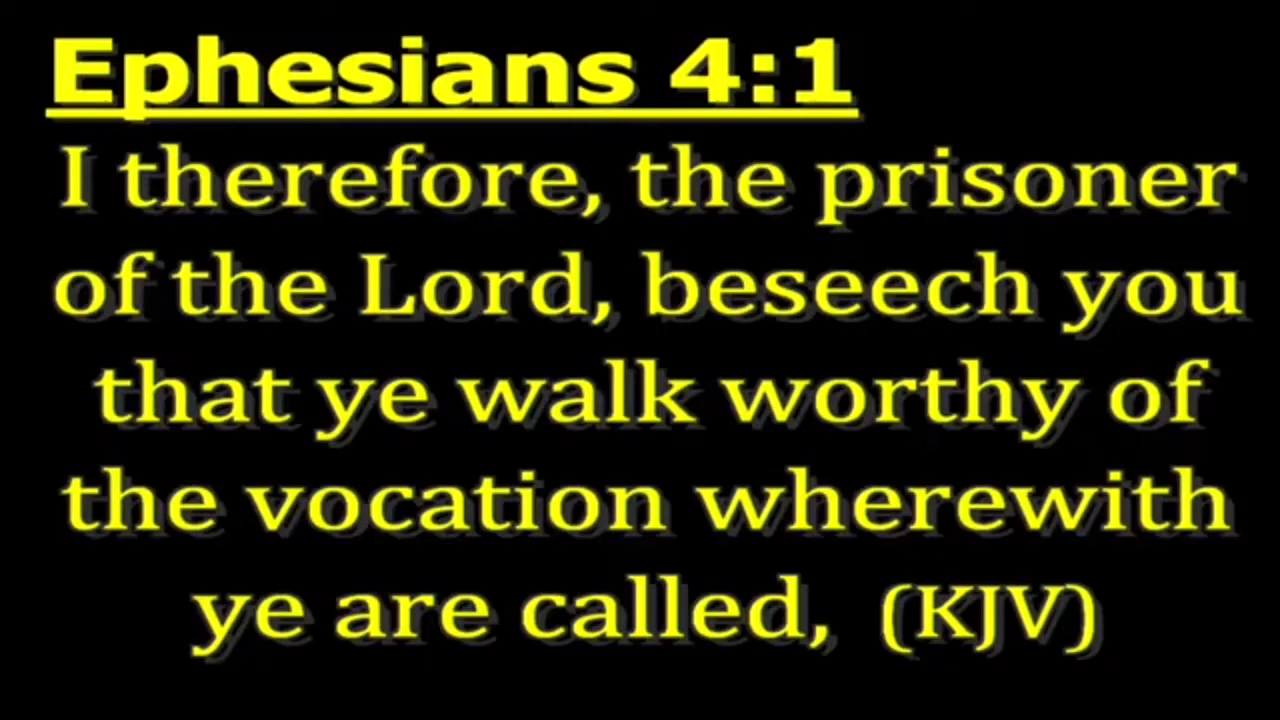 Ephesians 4:1
I therefore, the prisoner
of the Lord, beseech you
that ye walk worthy of
the vocation wherewith
ye are called, (KJV)